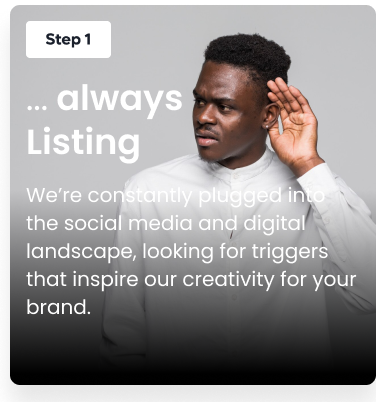 Step 1
... always
Listing
We’re constantly plugged into
the social media and digital
landscape, looking for triggers
that inspire our creativity for your
brand.